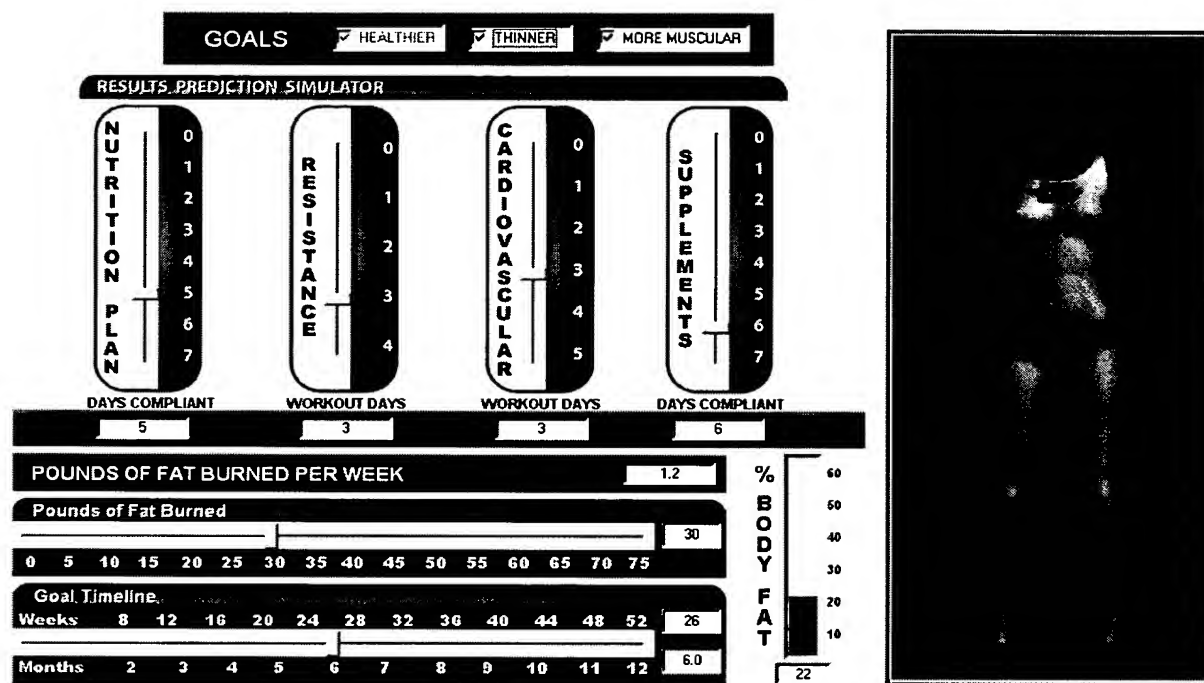 GOALS HEALTHIER THINNER MORE MUSCULAR
RESULTS PREDICTION SIMULATOR
NUTRITION PLAN
0
1
2
3
4
5
6
7
RESISTANCE
0
1
2
3
4
CARDIOVASCULAR
0
1
2
3
4
5
SUPPLEMENTS
0
1
2
3
4
5
6
7
DAYS COMPLIANT WORKOUT DAYS WORKOUT DAYS DAYS COMPLIANT
5 3 3 6
POUNDS OF FAT BURNED PER WEEK 1.2
Pounds of Fat Burned
30
0 5 10 15 20 25 30 35 40 45 50 55 60 65 70 75
Goal Timeline
Weeks 8 12 16 20 24 28 32 36 40 44 48 52 26
Months 2 3 4 5 6 7 8 9 10 11 12 6.0
% BODY FAT
60
50
40
30
20
10
22